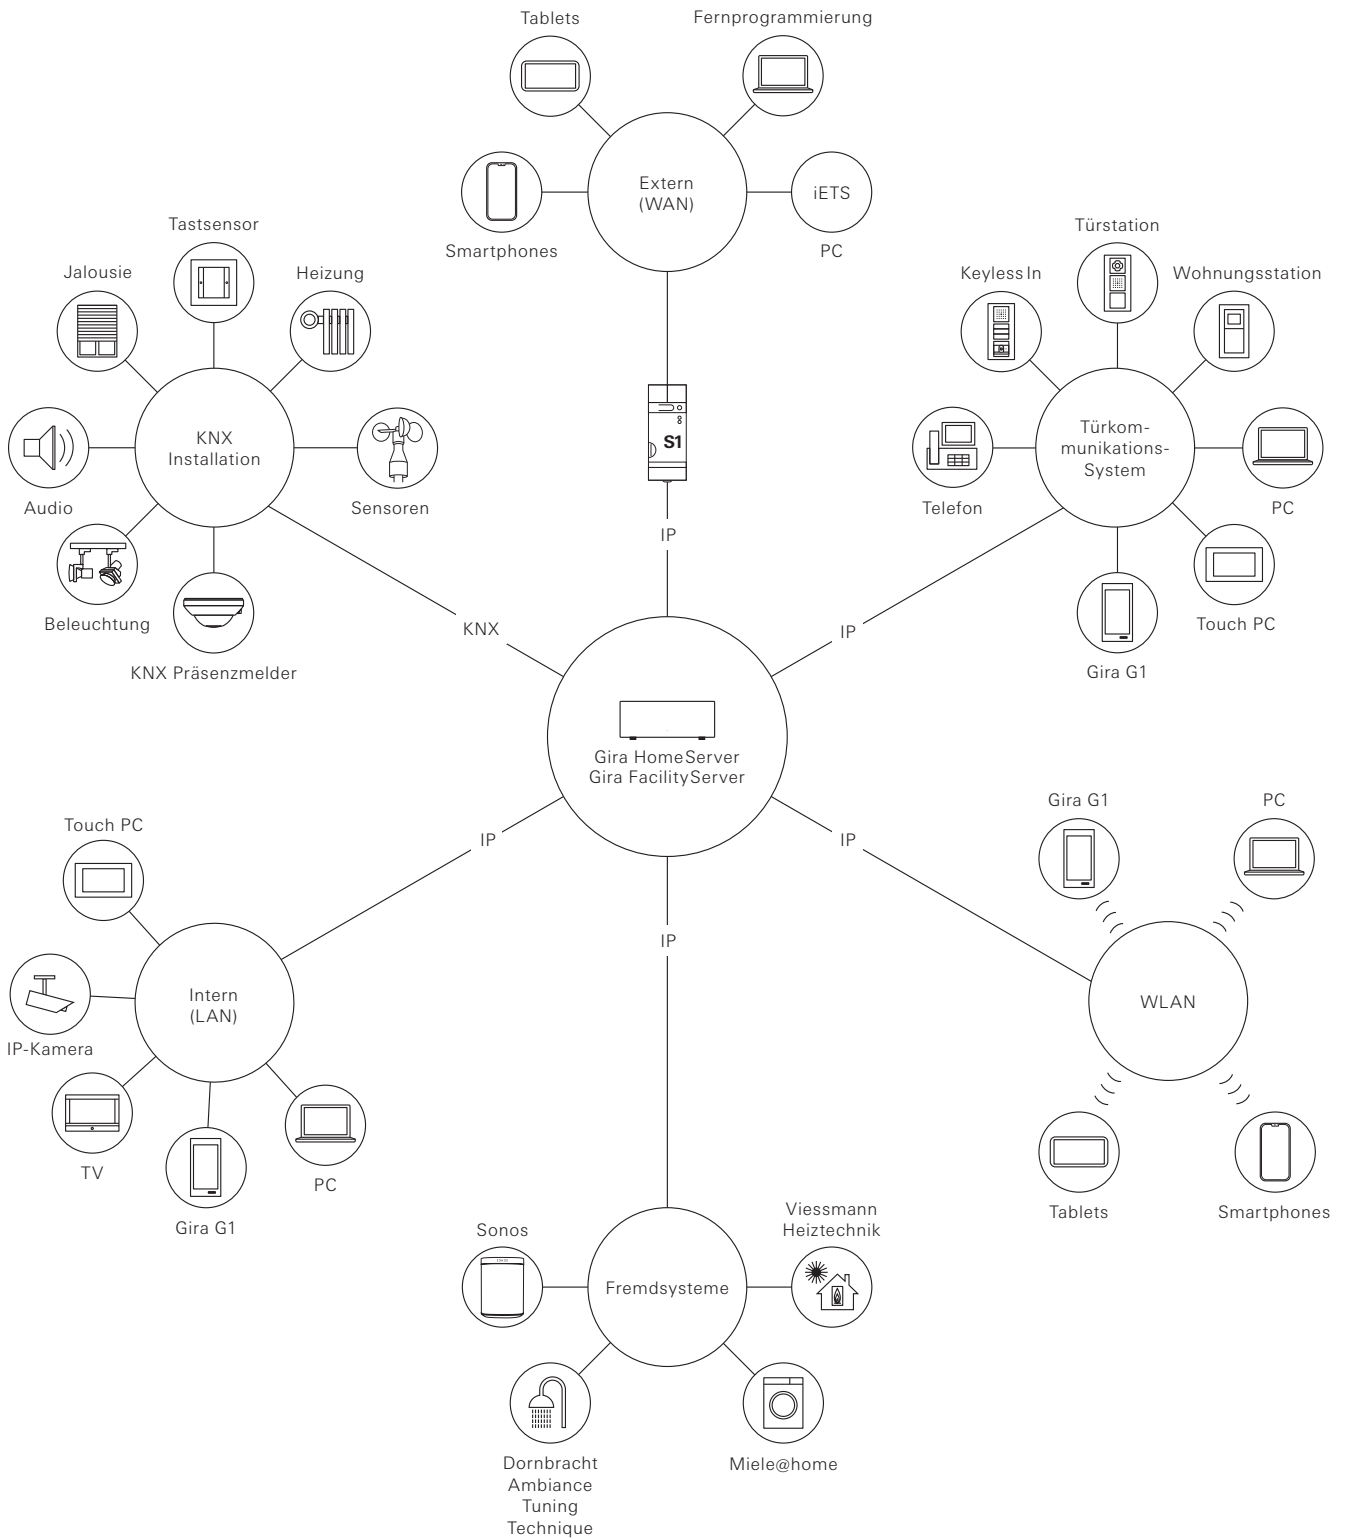 Tablets
Fernprogrammierung
Extern
(WAN)
iETS
Smartphones
PC
Tastsensor
Jalousie
Heizung
KNX
Installation
Audio
Sensoren
Beleuchtung
KNX Präsenzmelder
S1
IP
Türstation
Keyless In
Wohnungsstation
Türkom-
munikations-
System
Telefon
PC
Touch PC
Gira G1
KNX
IP
Gira HomeServer
Gira FacilityServer
IP
IP
IP
Touch PC
Intern
(LAN)
IP-Kamera
TV
Gira G1
PC
Gira G1
PC
WLAN
Tablets
Smartphones
Sonos
Viessmann
Heiztechnik
Fremdsysteme
Dornbracht
Ambiance
Tuning
Technique
Miele@home